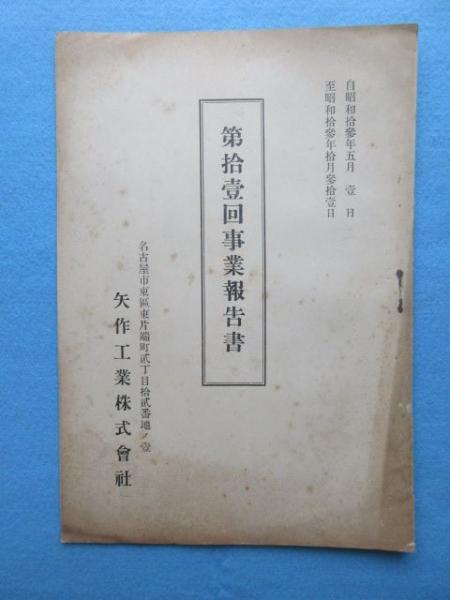 自昭和拾參年五月壹日
至昭和拾參年拾月參拾壹日
第拾壹回事業報告書
名古屋市東區東片端町貳丁目拾貳番地ノ壹
矢作工業株式會社